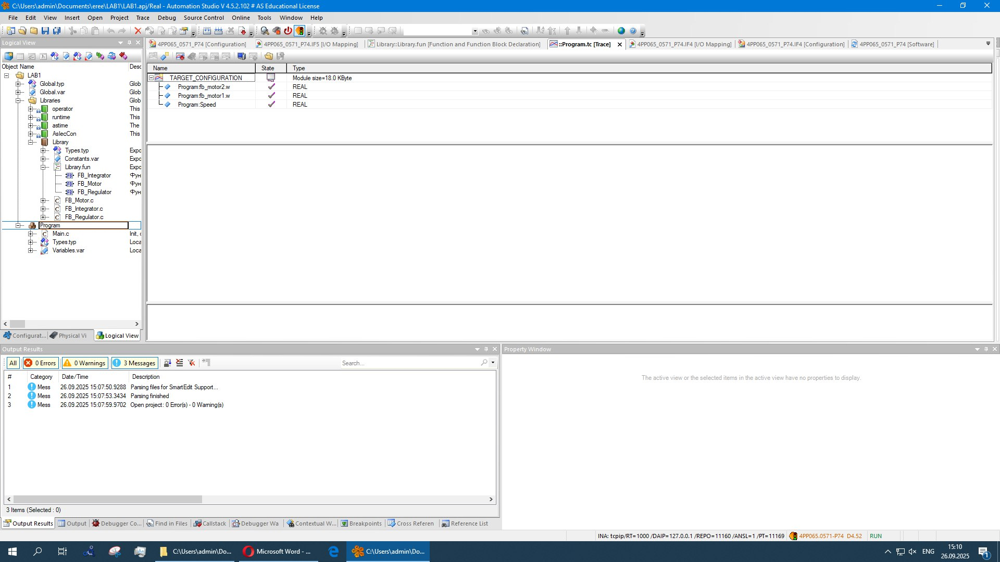 C:\Users\admin\Documents\eree\LAB1\LAB1.apj/Real - Automation Studio V 4.5.2.102 # AS Educational License
File Edit View Insert Open Project Trace Debug Source Control Online Tools Window Help
Logical View
4PP065_0571_P74 [Configuration] 4PP065_0571_P74.IF5 [I/O Mapping] Library::Library.fun [Function and Function Block Declaration] ::Program.tc [Trace] 4PP065_0571_P74.IF4 [I/O Mapping] 4PP065_0571_P74.IF4 [Configuration] 4PP065_0571_P74 [Software]
Object Name Desc
LAB1
Global.typ Glob
Global.var Glob
Libraries Glob
operator This
runtime This
astime The
AsIecCon This
Library
Types.typ Expo
Constants.var Expo
Library.fun Expo
FB_Integrator Фун
FB_Motor Фун
FB_Regulator Фун
FB_Motor.c
FB_Integrator.c
FB_Regulator.c
Program
Main.c Init, c
Types.typ Loca
Variables.var Loca
Configurat... Physical Vi Logical View
Name State Type
TARGET_CONFIGURATION Module size=18.0 KByte
Program:fb_motor2.w REAL
Program:fb_motor1.w REAL
Program:Speed REAL
Output Results
All 0 Errors 0 Warnings 3 Messages Search...
# Category Date/Time Description
1 Mess 26.09.2025 15:07:50.9288 Parsing files for SmartEdit Support...
2 Mess 26.09.2025 15:07:53.3434 Parsing finished
3 Mess 26.09.2025 15:07:59.9702 Open project: 0 Error(s) - 0 Warning(s)
3 Items (Selected : 0)
Output Results Output Debugger Co... Find in Files Callstack Debugger Wa Contextual W... Breakpoints Cross Referen Reference List
Property Window
The active view or the selected items in the active view have no properties to display.
INA: tcpip/RT=1000 /DAIP=127.0.0.1 /REPO=11160 /ANSL=1 /PT=11169 4PP065.0571-P74 D4.52 RUN
C:\Users\admin\Do... Microsoft Word - ... C:\Users\admin\Do... ENG 15:10
26.09.2025
1